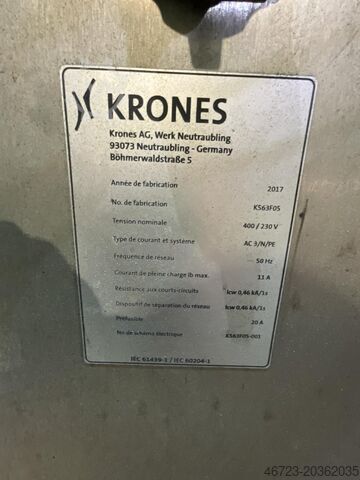 KRONES
Krones AG, Werk Neutraubling
93073 Neutraubling - Germany
Böhmerwaldstraße 5
Année de fabrication 2017
No. de fabrication K563F05
Tension nominale 400 / 230 V
Type de courant et système AC 3/N/PE
Fréquence de réseau 50 Hz
Courant de pleine charge Ib max. 11 A
Résistance aux courts-circuits Icw 0,46 kA/1s
Dispositif de séparation du réseau Icw 0,46 kA/1s
Préfusible 20 A
No de schéma électrique K563F05-001
IEC 61439-1 / IEC 60204-1
46723-20362035